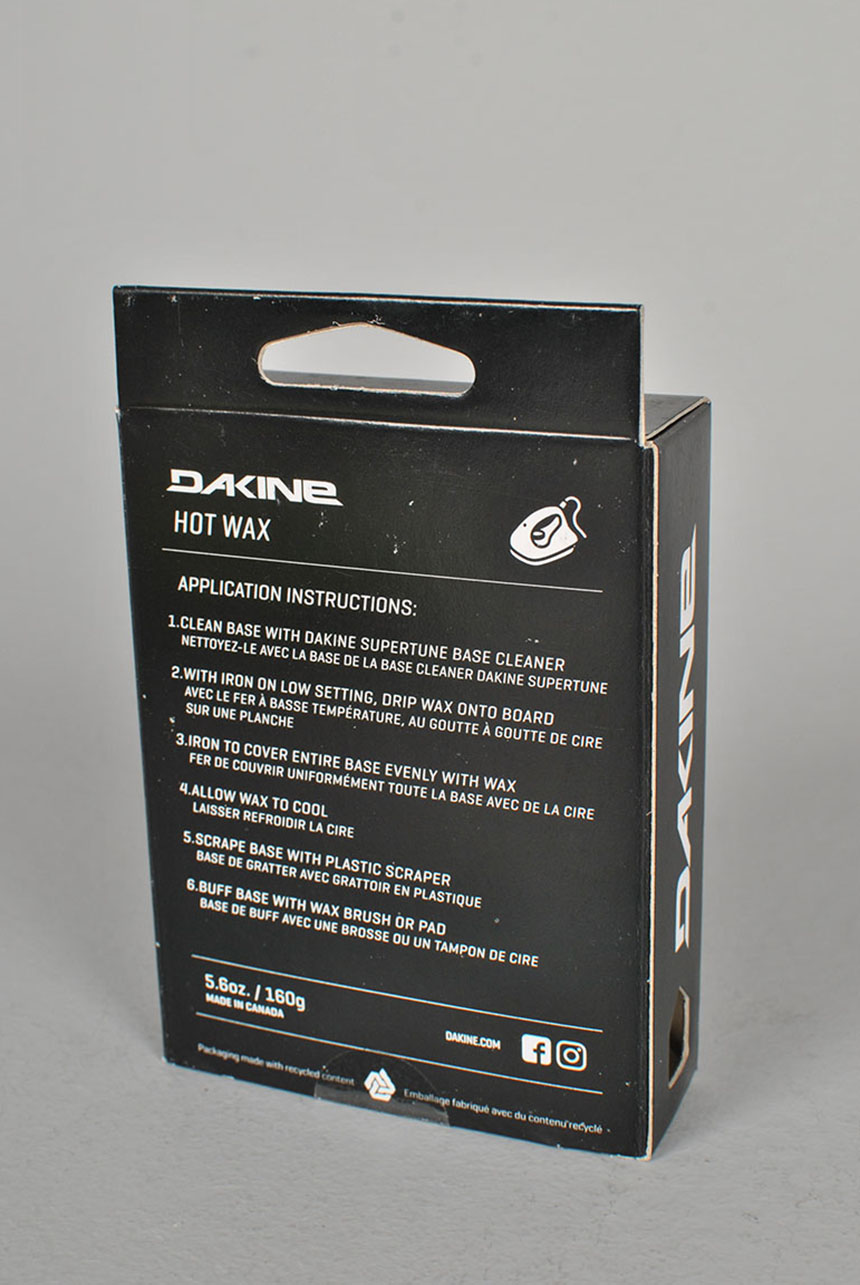 DAKINE
HOT WAX
APPLICATION INSTRUCTIONS:
1.CLEAN BASE WITH DAKINE SUPERTUNE BASE CLEANER
NETTOYEZ-LE AVEC LA BASE DE LA BASE CLEANER DAKINE SUPERTUNE
2.WITH IRON ON LOW SETTING, DRIP WAX ONTO BOARD
AVEC LE FER À BASSE TEMPÉRATURE, AU GOUTTE À GOUTTE DE CIRE
SUR UNE PLANCHE
3.IRON TO COVER ENTIRE BASE EVENLY WITH WAX
FER DE COUVRIR UNIFORMÉMENT TOUTE LA BASE AVEC DE LA CIRE
4.ALLOW WAX TO COOL
LAISSER REFROIDIR LA CIRE
5.SCRAPE BASE WITH PLASTIC SCRAPER
BASE DE GRATTER AVEC GRATTOIR EN PLASTIQUE
6.BUFF BASE WITH WAX BRUSH OR PAD
BASE DE BUFF AVEC UNE BROSSE OU UN TAMPON DE CIRE
5.6oz. / 160g
MADE IN CANADA
DAKINE.COM
Packaging made with recycled content
Emballage fabriqué avec du contenu recyclé
DAKINE